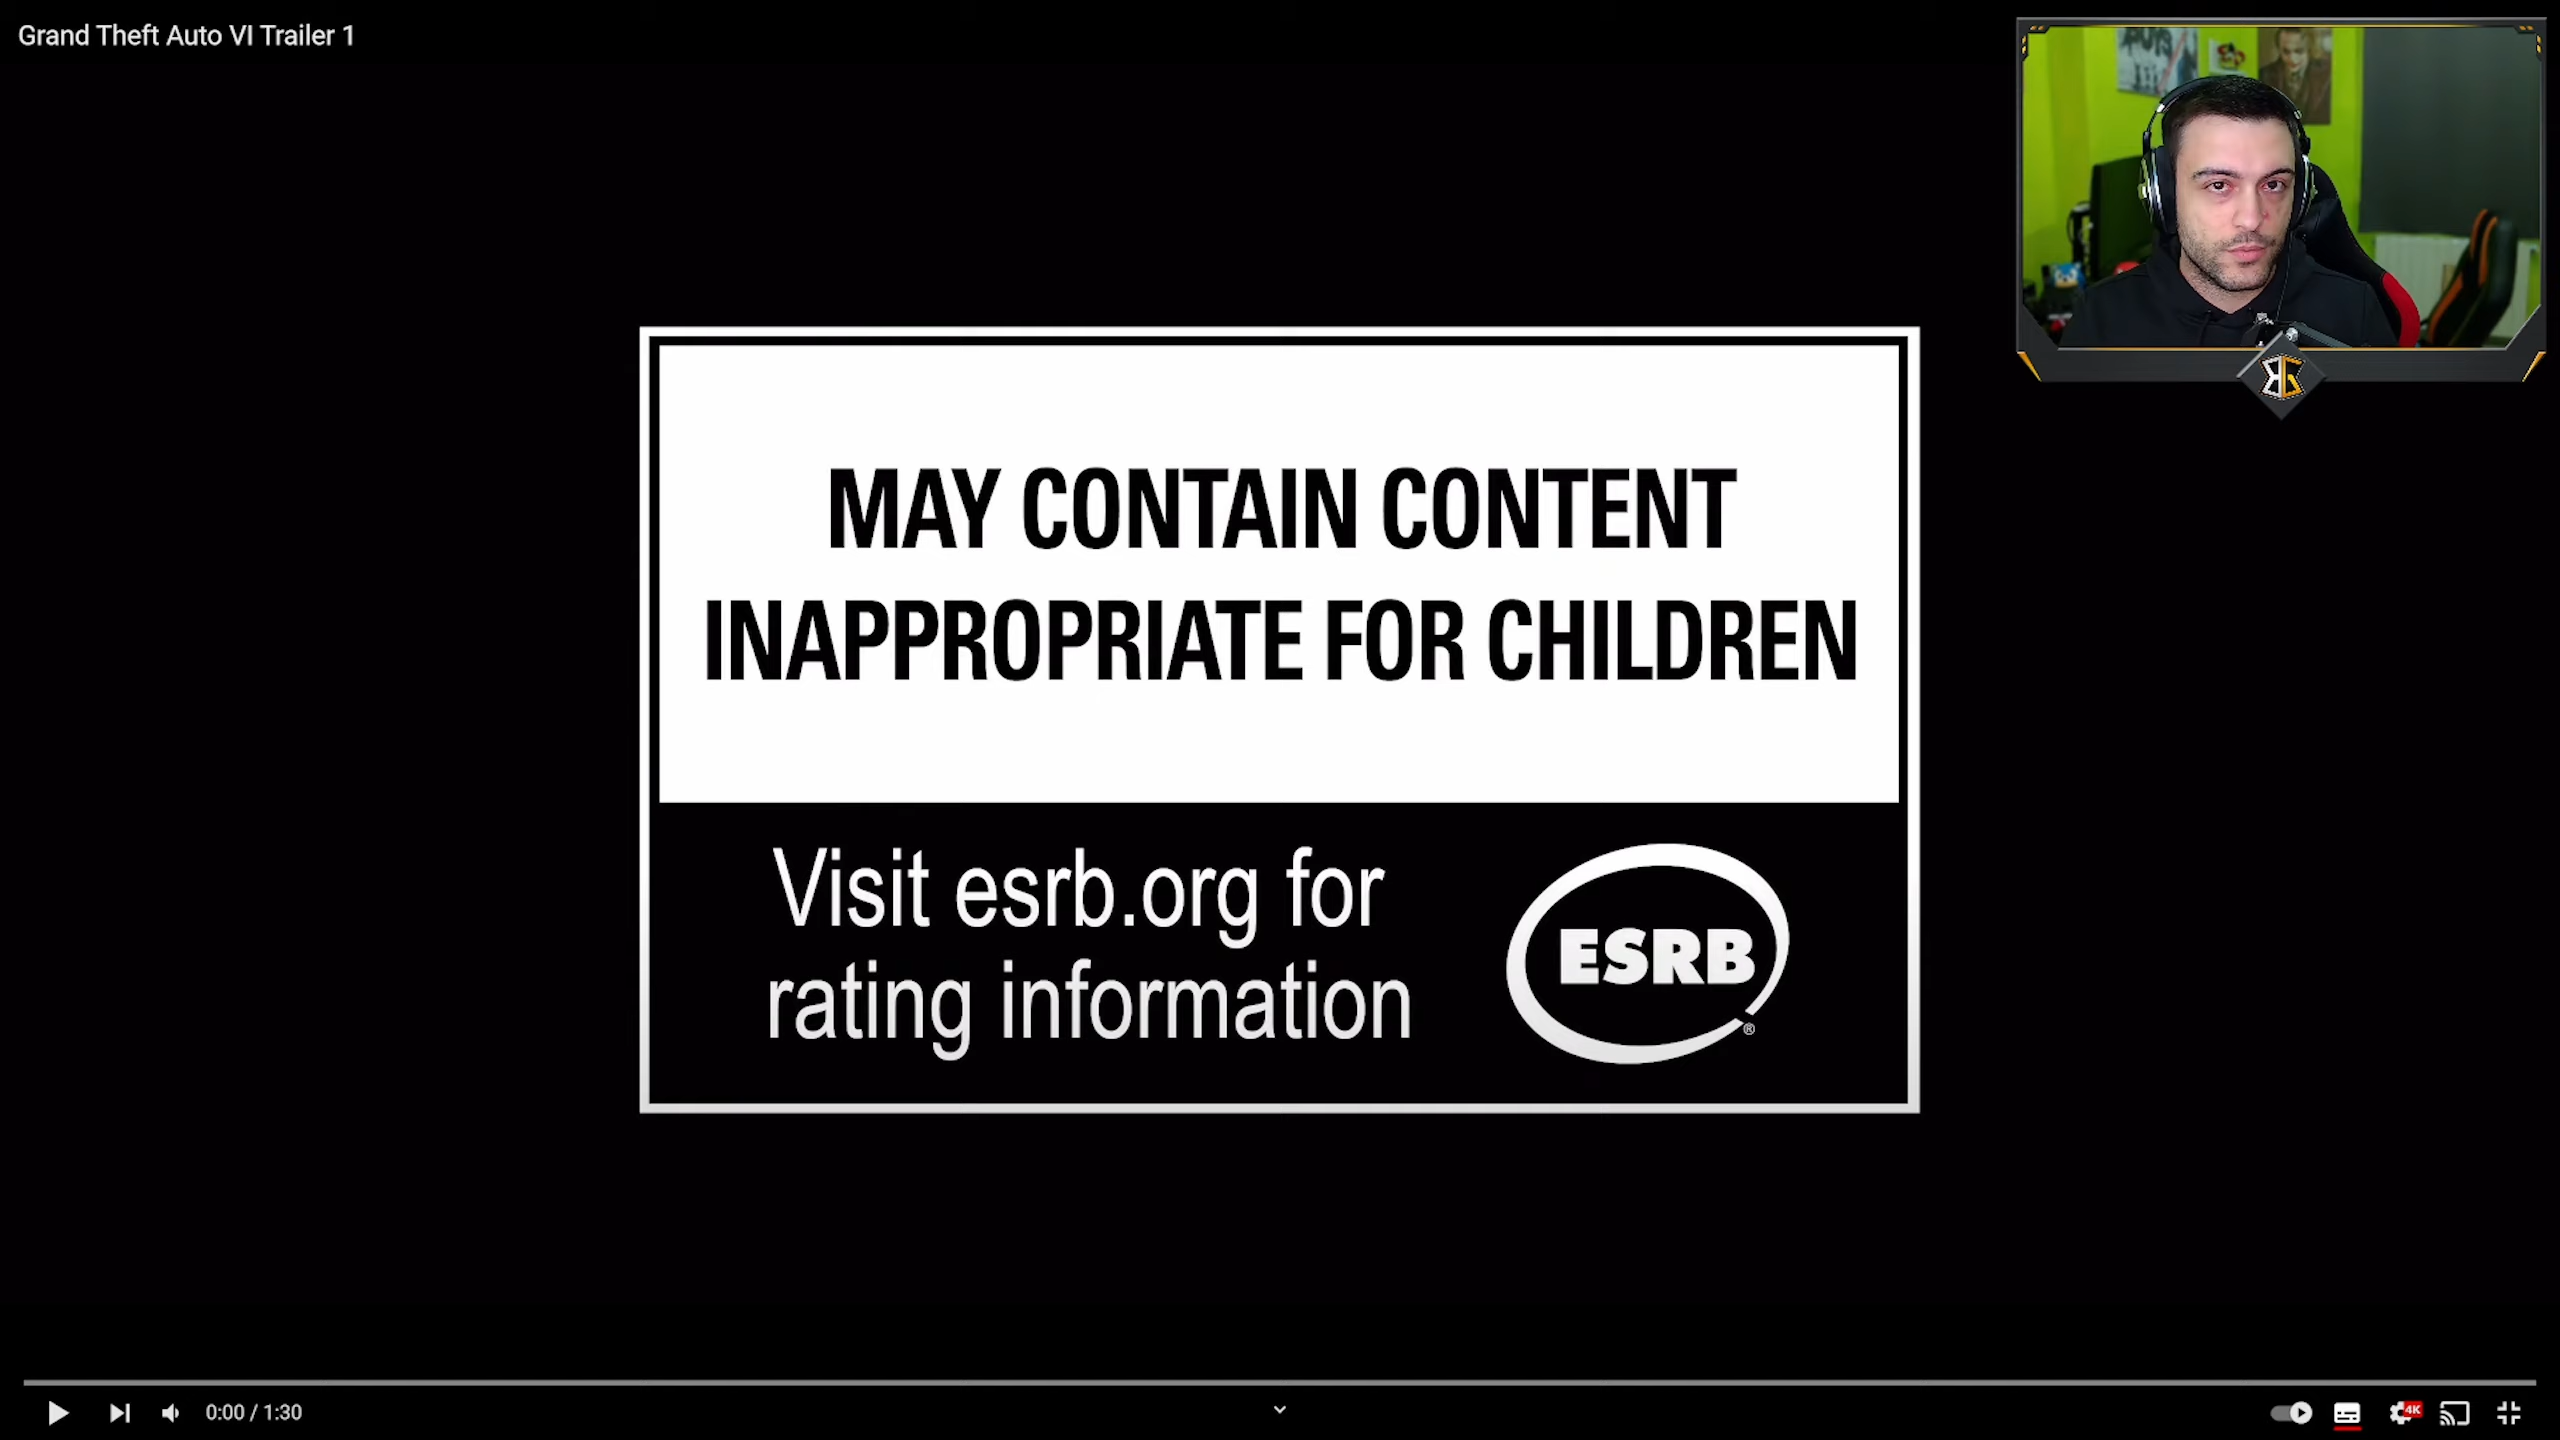 Grand Theft Auto VI Trailer 1
MAY CONTAIN CONTENT
INAPPROPRIATE FOR CHILDREN
Visit esrb.org for
rating information
ESRB
®
0:00 / 1:30
4K